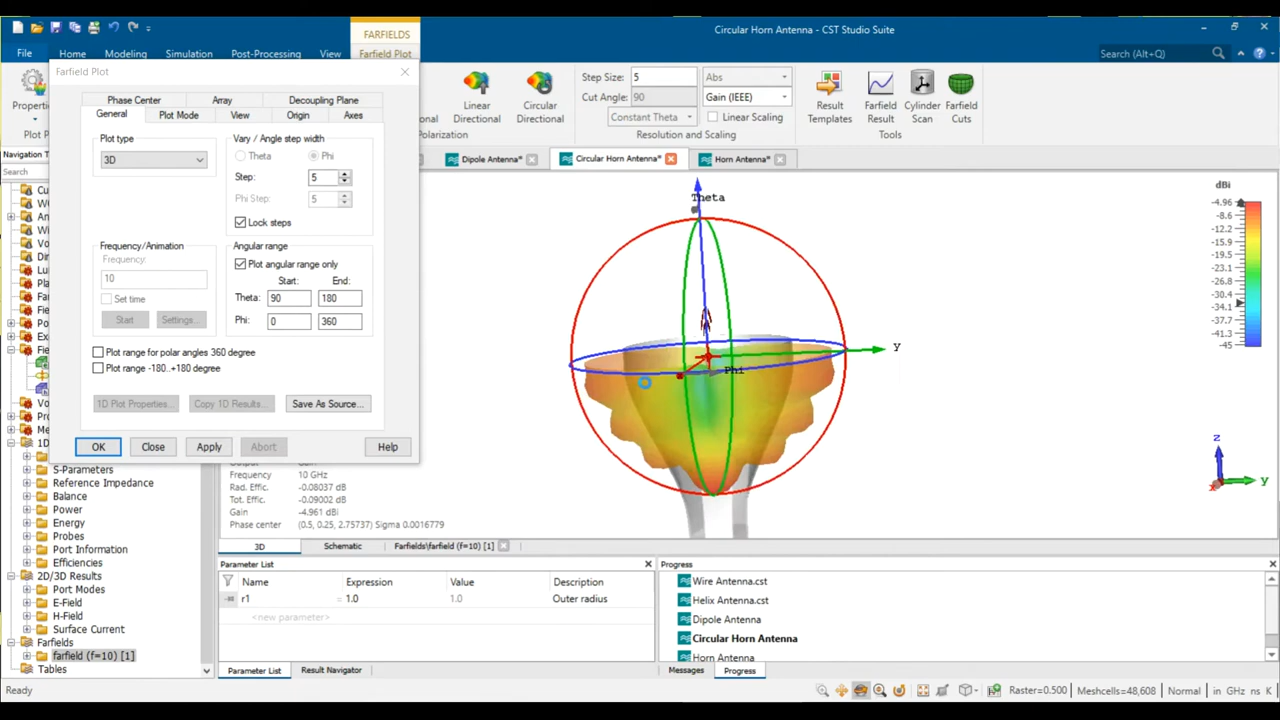 Circular Horn Antenna - CST Studio Suite
FARFIELDS
File Home Modeling Simulation Post-Processing View Farfield Plot
Search (Alt+Q)
Farfield Plot
Phase Center Array Decoupling Plane
General Plot Mode View Origin Axes
Plot type
3D
Vary / Angle step width
Theta Phi
Step: 5
Phi Step: 5
Lock steps
Frequency/Animation
Frequency:
10
Set time
Start Settings...
Angular range
Plot angular range only
Start: End:
Theta: 90 180
Phi: 0 360
Plot range for polar angles 360 degree
Plot range -180..+180 degree
1D Plot Properties... Copy 1D Results... Save As Source...
OK Close Apply Abort Help
Linear Directional
Circular Directional
Polarization
Step Size: 5
Cut Angle: 90
Constant Theta
Abs
Gain (IEEE)
Linear Scaling
Resolution and Scaling
Result Templates
Farfield Result
Cylinder Scan
Farfield Cuts
Tools
Dipole Antenna*
Circular Horn Antenna*
Horn Antenna*
Theta
Phi
y
dBi
-4.96
-8.12
-12.2
-15.9
-19.5
-23.2
-26.8
-30.4
-34.1
-37.7
-41.4
-45
z
y
x
Frequency 10 GHz
Rad. Effic. -0.08037 dB
Tot. Effic. -0.09002 dB
Gain -4.961 dBi
Phase center (0.5, 0.25, 2.75737) Sigma 0.0016779
3D Schematic Farfields\farfield (f=10) [1]
S-Parameters
Reference Impedance
Balance
Power
Energy
Probes
Port Information
Efficiencies
2D/3D Results
Port Modes
E-Field
H-Field
Surface Current
Farfields
farfield (f=10) [1]
Tables
Parameter List
Name Expression Value Description
r1 = 1.0 1.0 Outer radius
<new parameter>
Parameter List Result Navigator
Progress
Wire Antenna.cst
Helix Antenna.cst
Dipole Antenna
Circular Horn Antenna
Horn Antenna
Messages Progress
Ready
Raster=0.500 Meshcells=48,608 Normal in GHz ns K